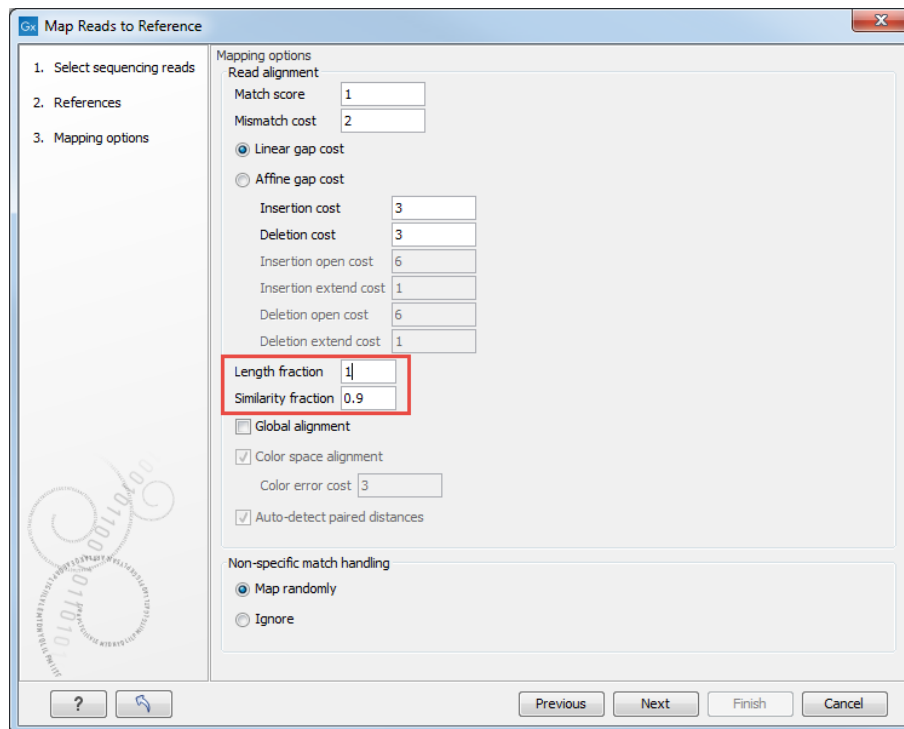 Gx Map Reads to Reference
1. Select sequencing reads
2. References
3. Mapping options
Mapping options
Read alignment
Match score 1
Mismatch cost 2
Linear gap cost
Affine gap cost
Insertion cost 3
Deletion cost 3
Insertion open cost 6
Insertion extend cost 1
Deletion open cost 6
Deletion extend cost 1
Length fraction 1
Similarity fraction 0.9
Global alignment
Color space alignment
Color error cost 3
Auto-detect paired distances
Non-specific match handling
Map randomly
Ignore
? Previous Next Finish Cancel